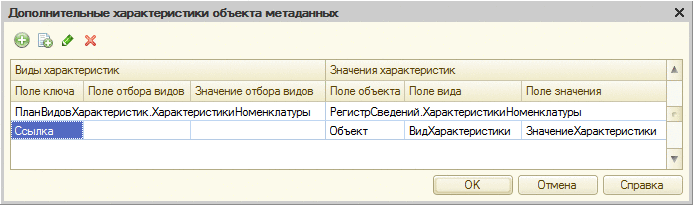 Дополнительные характеристики объекта метаданных
Виды характеристик Значения характеристик
Поле ключа Поле отбора видов Значение отбора видов Поле объекта Поле вида Поле значения
ПланВидовХарактеристик.ХарактеристикиНоменклатуры РегистрСведений.ХарактеристикиНоменклатуры
Ссылка Объект ВидХарактеристики ЗначениеХарактеристики
OK Отмена Справка